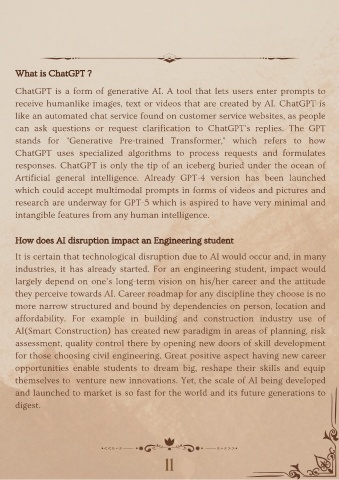 What is ChatGPT ?
ChatGPT is a form of generative AI. A tool that lets users enter prompts to
receive humanlike images, text or videos that are created by AI. ChatGPT is
like an automated chat service found on customer service websites, as people
can ask questions or request clarification to ChatGPT's replies. The GPT
stands for "Generative Pre-trained Transformer," which refers to how
ChatGPT uses specialized algorithms to process requests and formulates
responses. ChatGPT is only the tip of an iceberg buried under the ocean of
Artificial general intelligence. Already GPT-4 version has been launched
which could accept multimodal prompts in forms of videos and pictures and
research are underway for GPT-5 which is aspired to have very minimal and
intangible features from any human intelligence.
How does AI disruption impact an Engineering student
It is certain that technological disruption due to AI would occur and, in many
industries, it has already started. For an engineering student, impact would
largely depend on one's long-term vision on his/her career and the attitude
they perceive towards AI. Career roadmap for any discipline they choose is no
more narrow structured and bound by dependencies on person, location and
affordability. For example in building and construction industry use of
AI(Smart Construction) has created new paradigm in areas of planning, risk
assessment, quality control there by opening new doors of skill development
for those choosing civil engineering. Great positive aspect having new career
opportunities enable students to dream big, reshape their skills and equip
themselves to venture new innovations. Yet, the scale of AI being developed
and launched to market is so fast for the world and its future generations to
digest.
11